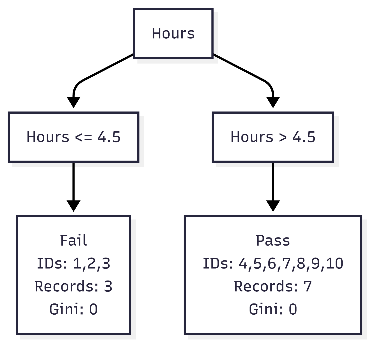 Hours
Hours <= 4.5
Hours > 4.5
Fail
IDs: 1,2,3
Records: 3
Gini: 0
Pass
IDs: 4,5,6,7,8,9,10
Records: 7
Gini: 0